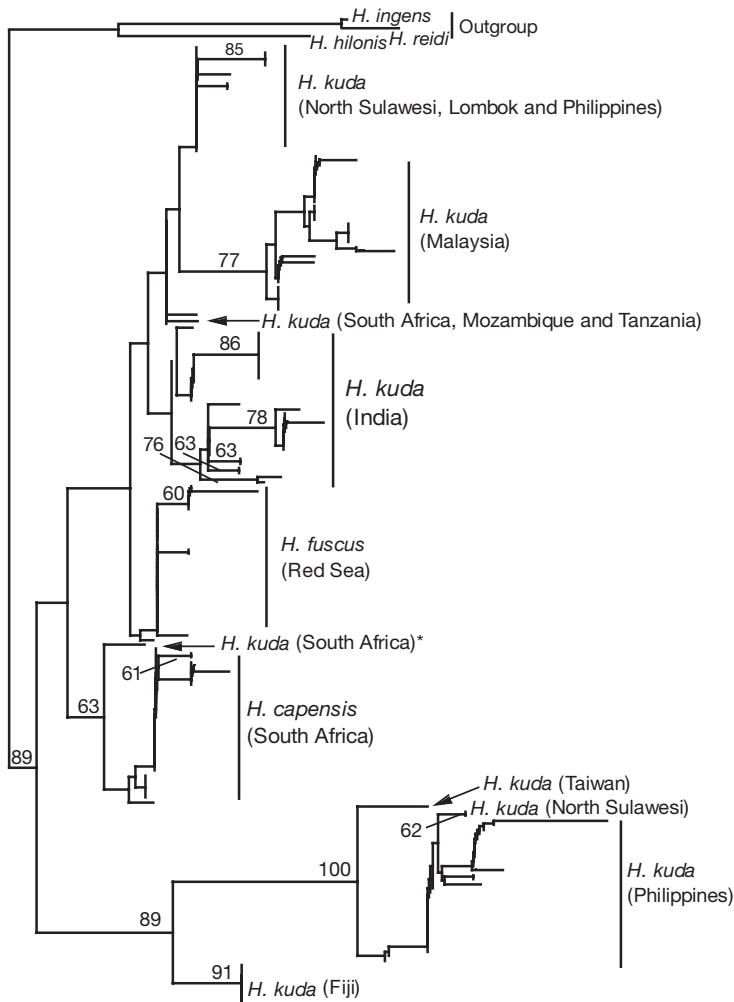 H. ingens
H. hilonis H. reidi
Outgroup
85
H. kuda
(North Sulawesi, Lombok and Philippines)
H. kuda
(Malaysia)
77
H. kuda (South Africa, Mozambique and Tanzania)
86
H. kuda
(India)
78
76 63 63
60
H. fuscus
(Red Sea)
H. kuda (South Africa)*
61
63
H. capensis
(South Africa)
89
H. kuda (Taiwan)
H. kuda (North Sulawesi)
62
100
H. kuda
(Philippines)
89
91
H. kuda (Fiji)